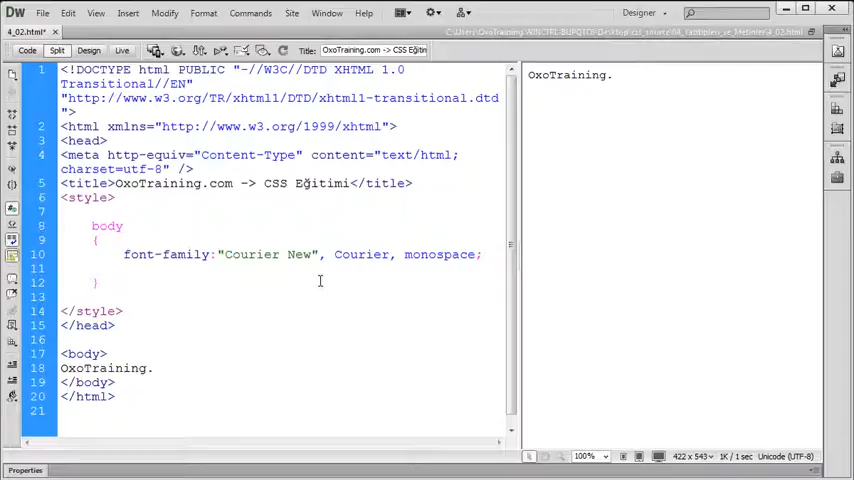 Dw File Edit View Insert Modify Format Commands Site Window Help Designer
4_02.html*
Code Split Design Live Title: OxoTraining.com -> CSS Eğitim
1 <!DOCTYPE html PUBLIC "-//W3C//DTD XHTML 1.0
Transitional//EN"
"http://www.w3.org/TR/xhtml1/DTD/xhtml1-transitional.dtd
">
2 <html xmlns="http://www.w3.org/1999/xhtml">
3 <head>
4 <meta http-equiv="Content-Type" content="text/html;
charset=utf-8" />
5 <title>OxoTraining.com -> CSS Eğitimi</title>
6 <style>
7
8 body
9 {
10 font-family:"Courier New", Courier, monospace;
11
12 }
13
14 </style>
15 </head>
16
17 <body>
18 OxoTraining.
19 </body>
20 </html>
21
OxoTraining.
100% 422 x 543 1K / 1 sec Unicode (UTF-8)
Properties